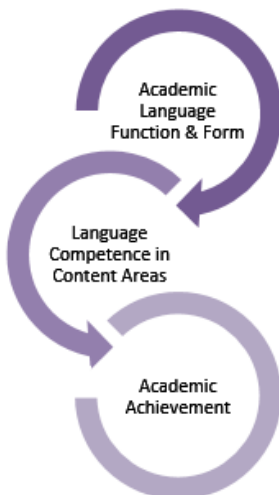 Academic
Language
Function & Form
Language
Competence in
Content Areas
Academic
Achievement